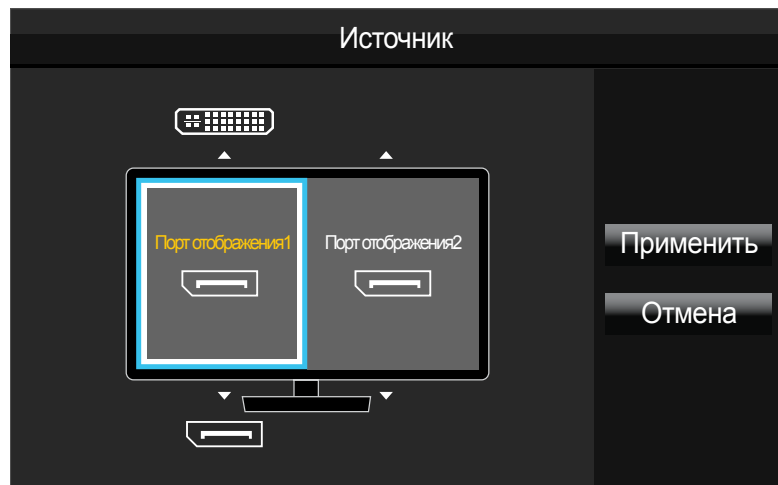 Источник
Порт отображения1
Порт отображения2
Применить
Отмена